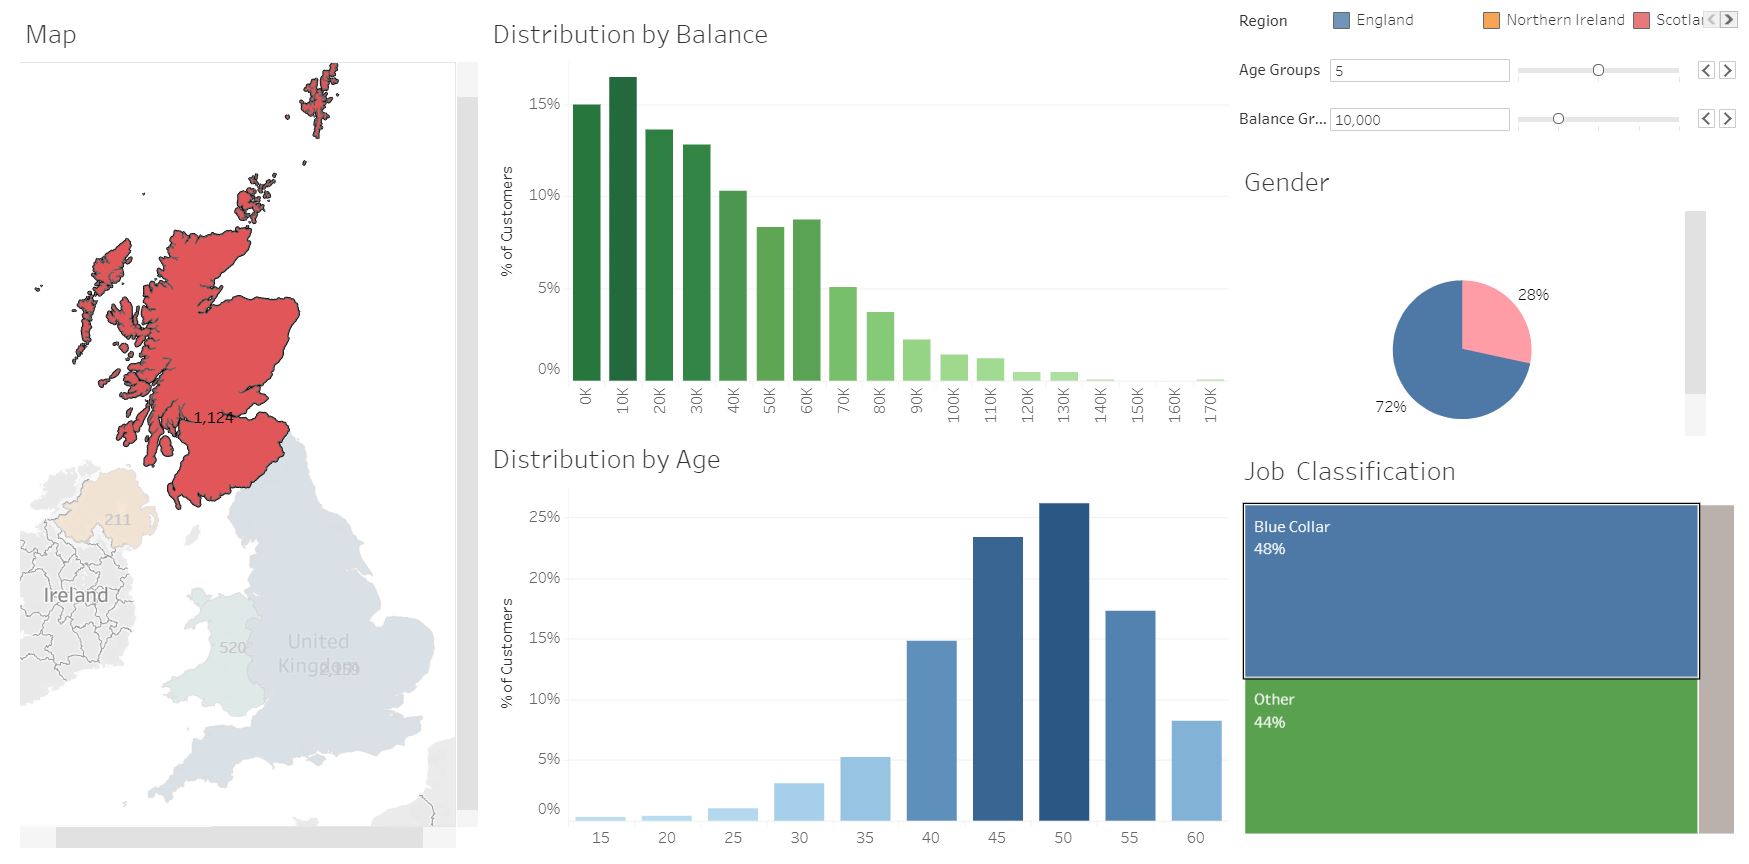 Map
1,124
211
Ireland
520
United
Kingdom
Distribution by Balance
% of Customers
15%
10%
5%
0%
0K
10K
20K
30K
40K
50K
60K
70K
80K
90K
100K
110K
120K
130K
140K
150K
160K
170K
Distribution by Age
% of Customers
25%
20%
15%
10%
5%
0%
15
20
25
30
35
40
45
50
55
60
Region
England
Northern Ireland
Scotlan
Age Groups
5
Balance Gr...
10,000
Gender
28%
72%
Job Classification
Blue Collar
48%
Other
44%